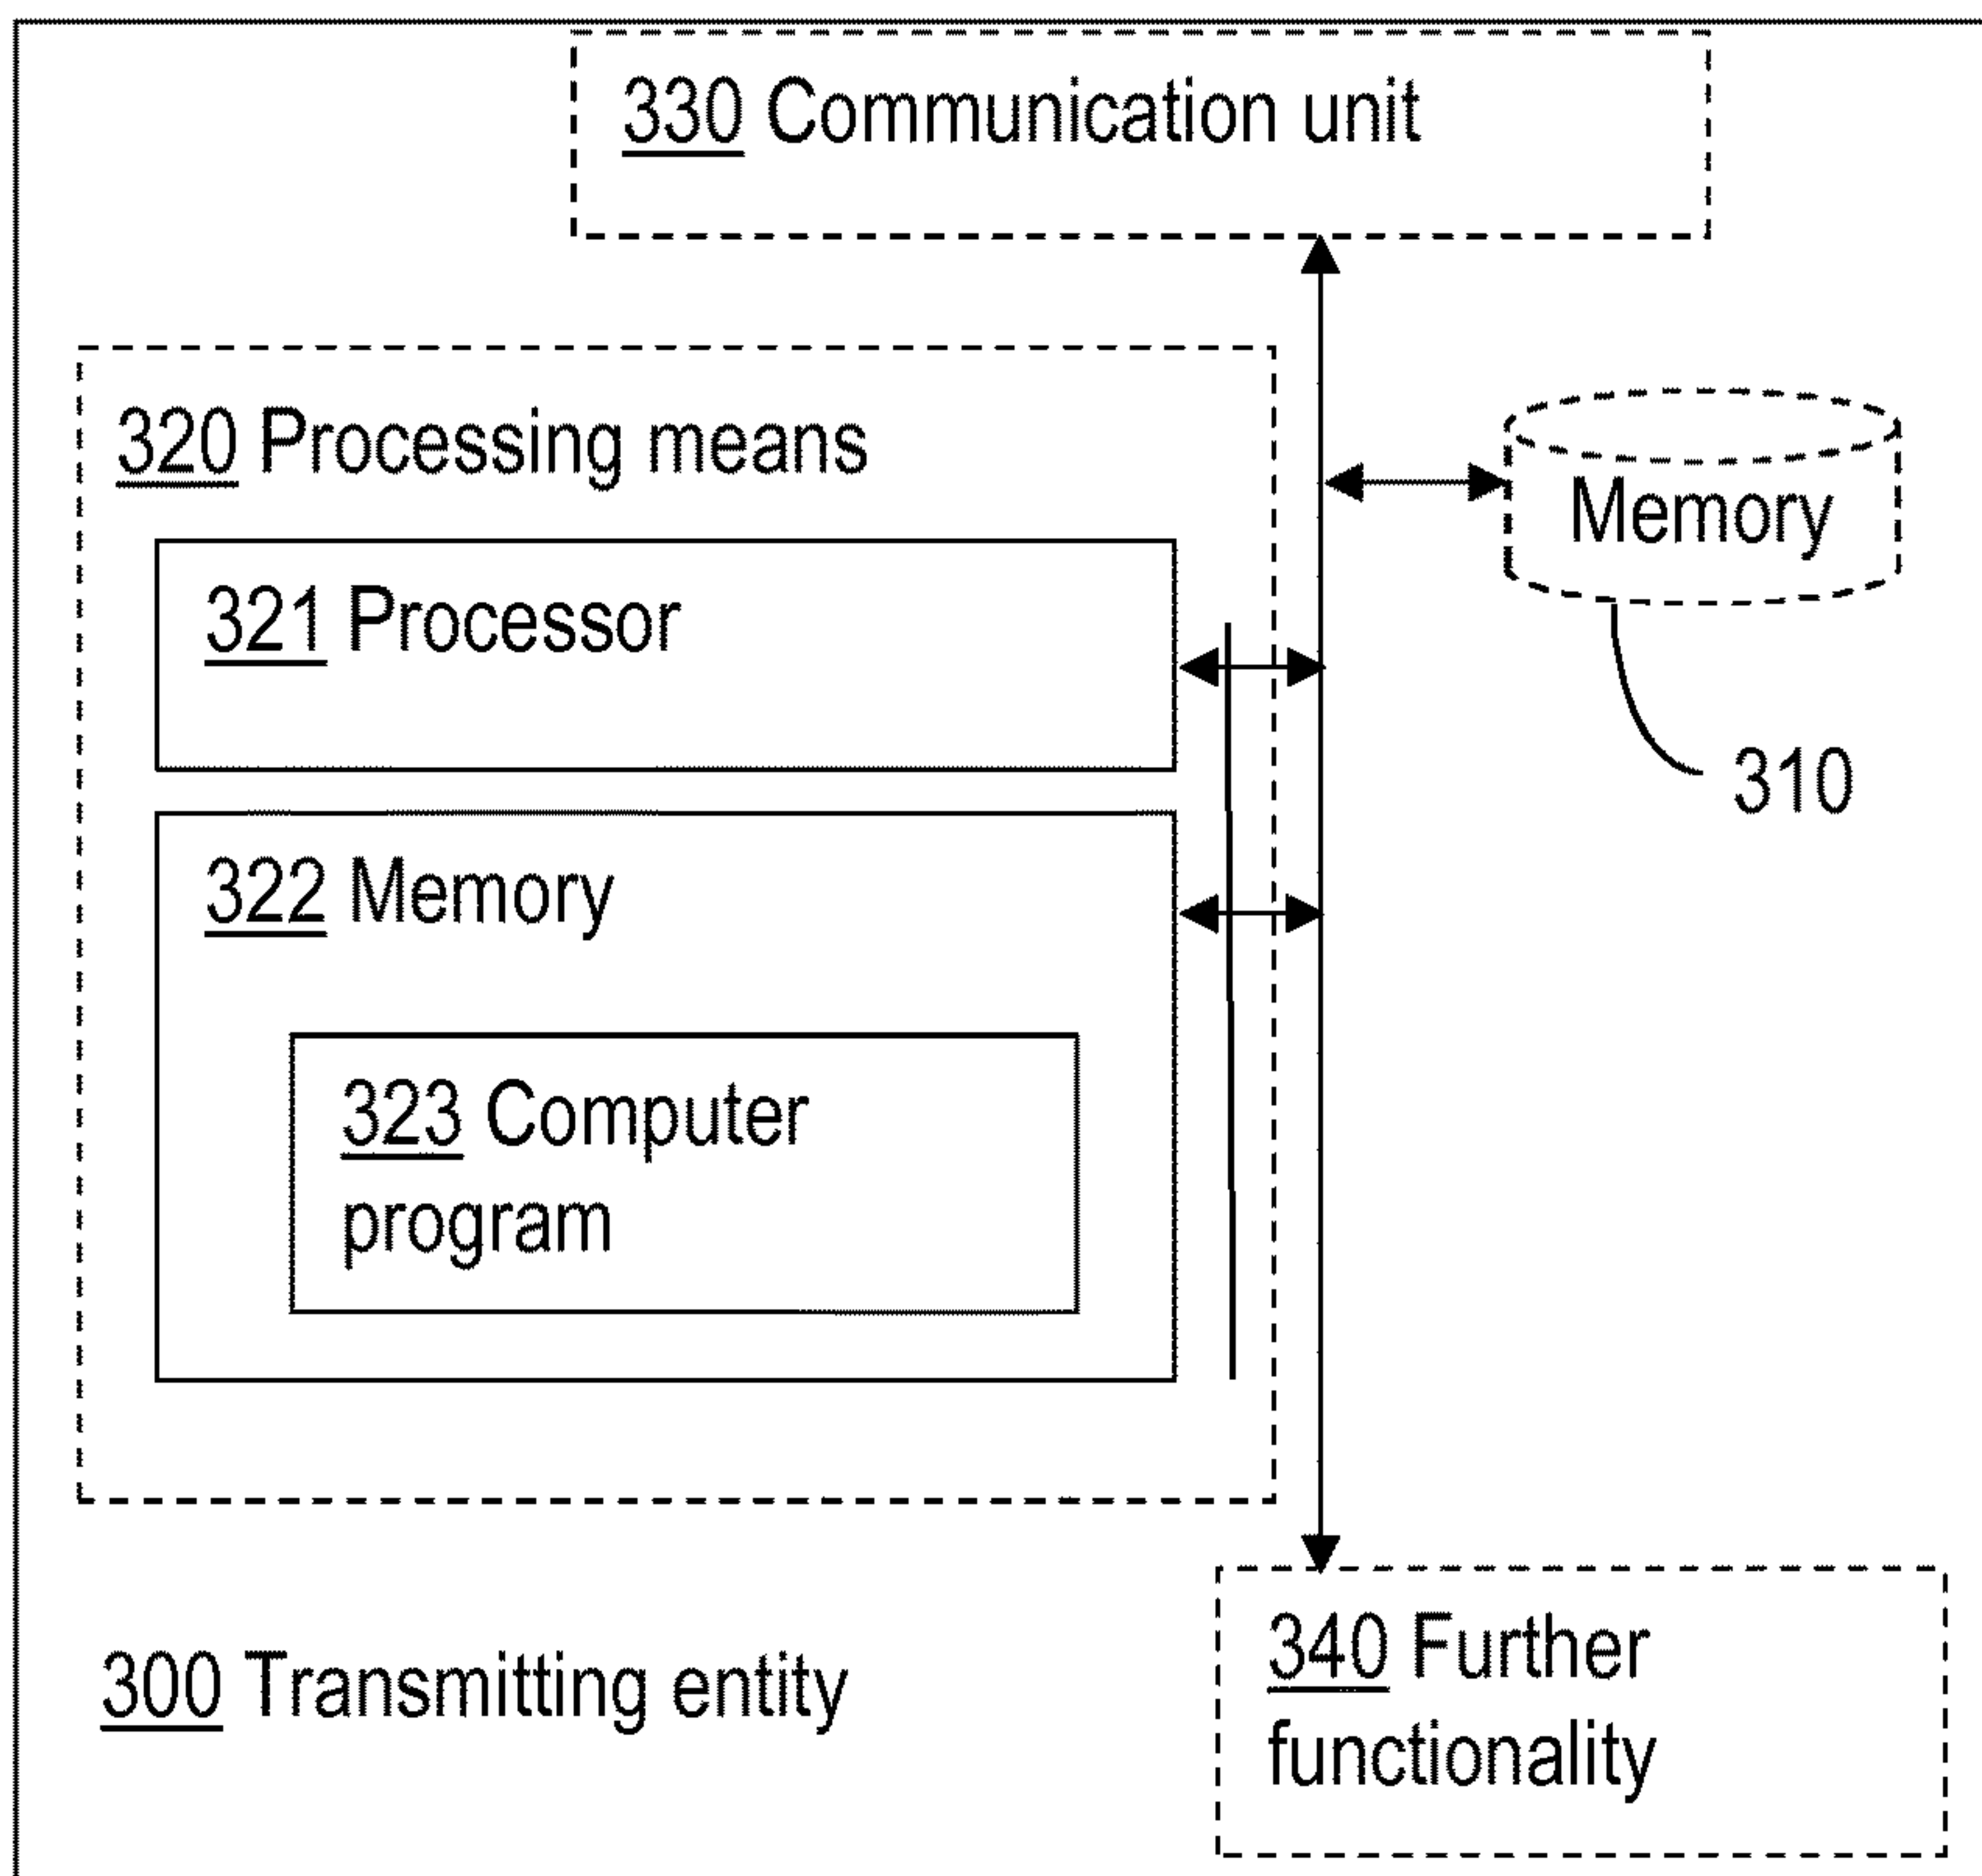 330 Communication unit
320 Processing means
Memory
321 Processor
310
322 Memory
323 Computer
program
300 Transmitting entity
340 Further
functionality